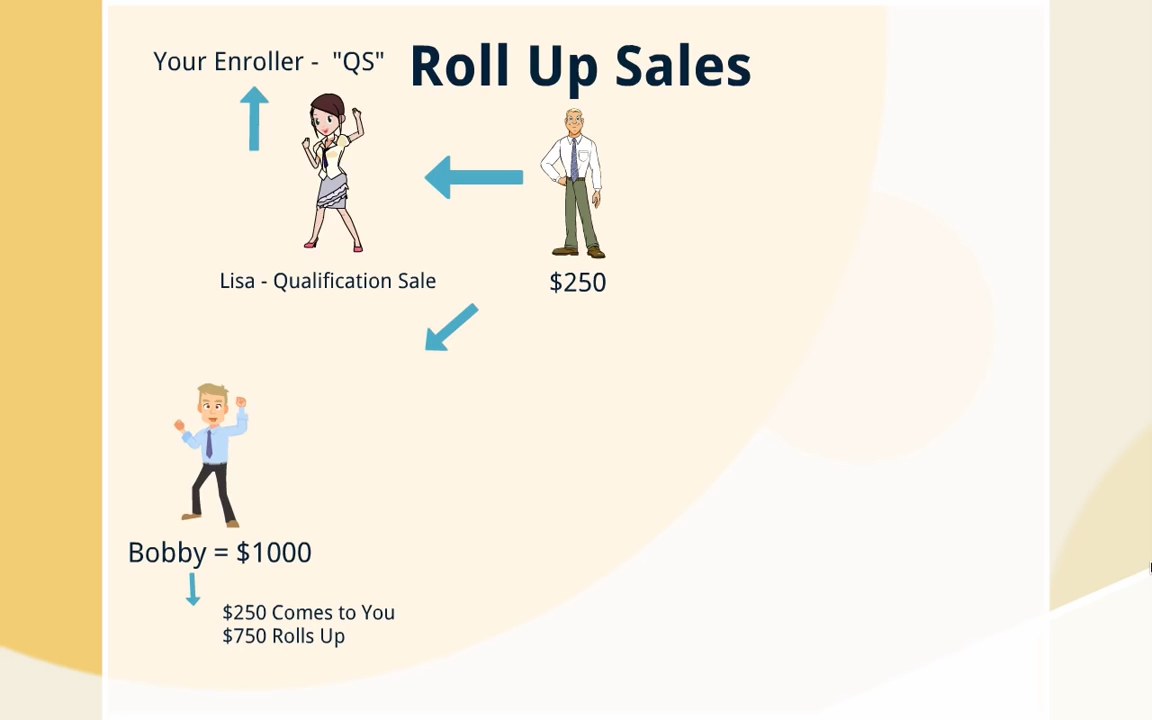 Your Enroller - "QS"
Roll Up Sales
Lisa - Qualification Sale
$250
Bobby = $1000
$250 Comes to You
$750 Rolls Up